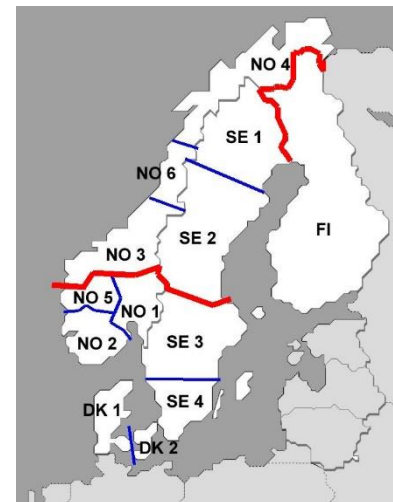 NO 4
SE 1
NO 6
SE 2
FI
NO 3
NO 5
NO 1
NO 2
SE 3
SE 4
DK 1
DK 2